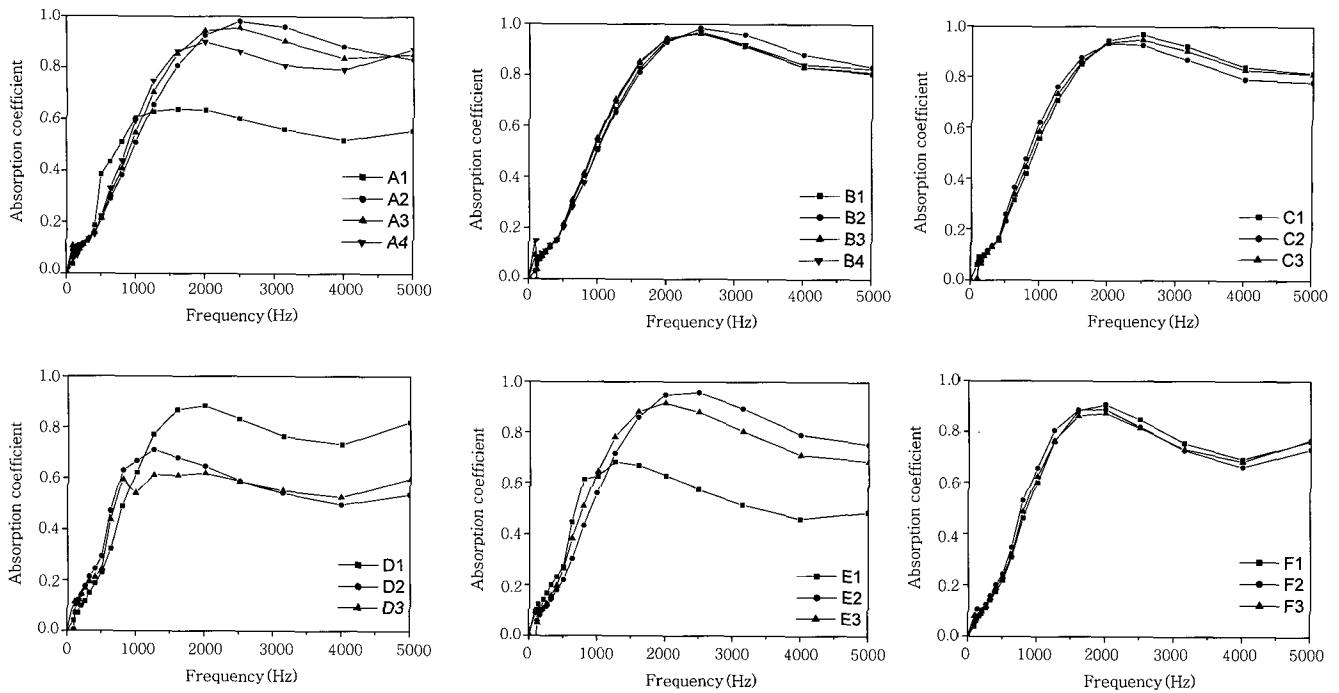 Absorption coefficient
1.0
0.8
0.6
0.4
0.2
0.0
A1
A2
A3
A4
0 1000 2000 3000 4000 5000
Frequency(Hz)
Absorption coefficient
1.0
0.8
0.6
0.4
0.2
0.0
B1
B2
B3
B4
0 1000 2000 3000 4000 5000
Frequency(Hz)
Absorption coefficient
1.0
0.8
0.6
0.4
0.2
0.0
C1
C2
C3
0 1000 2000 3000 4000 5000
Frequency(Hz)
Absorption coefficient
1.0
0.8
0.6
0.4
0.2
0.0
D1
D2
D3
0 1000 2000 3000 4000 5000
Frequency (Hz)
Absorption coefficient
1.0
0.8
0.6
0.4
0.2
0.0
E1
E2
E3
0 1000 2000 3000 4000 5000
Frequency (Hz)
Absorption coefficient
1.0
0.8
0.6
0.4
0.2
0.0
F1
F2
F3
0 1000 2000 3000 4000 5000
Frequency (Hz)